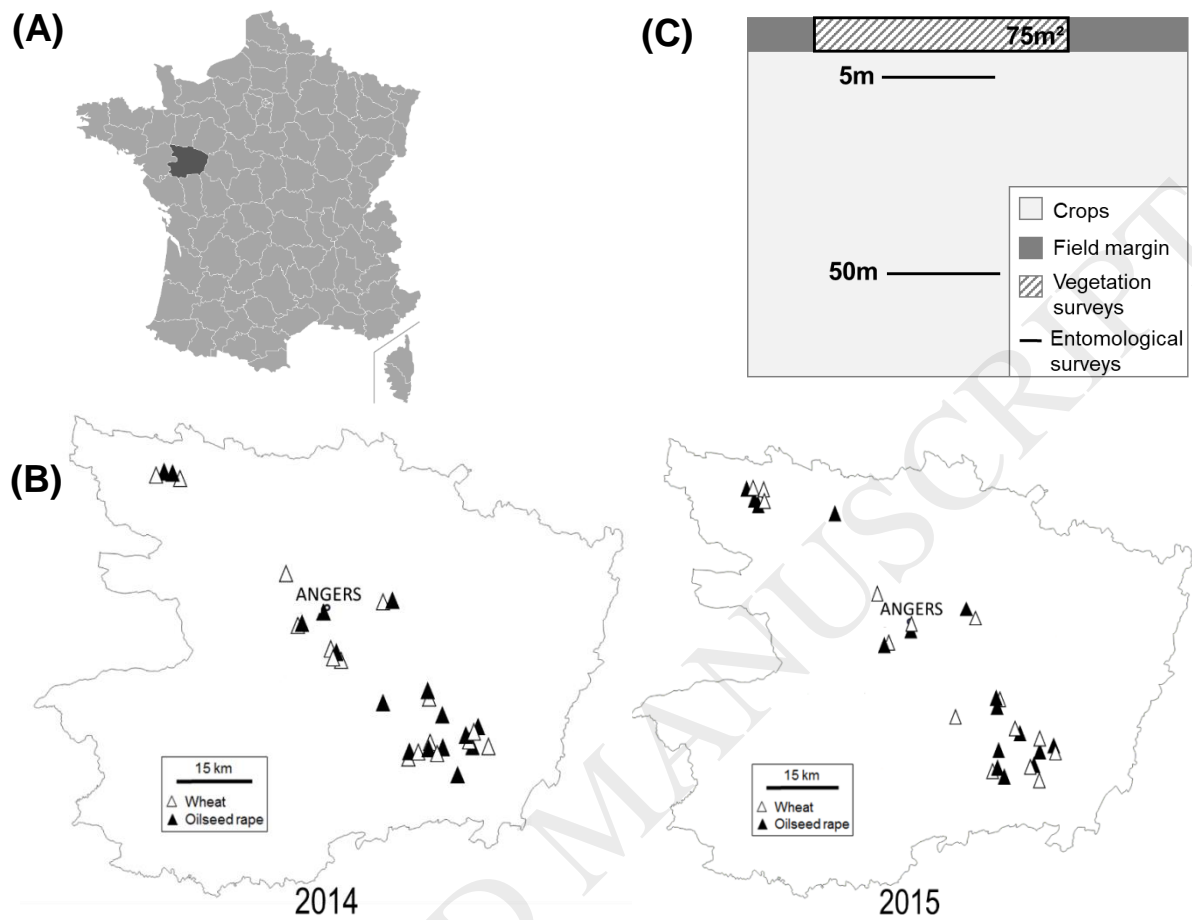 (A)
(C)
75m²
5m
50m
Crops
Field margin
Vegetation
surveys
Entomological
surveys
(B)
ANGERS
15 km
Wheat
Oilseed rape
2014
ANGERS
15 km
Wheat
Oilseed rape
2015
D MANUSCRIPT